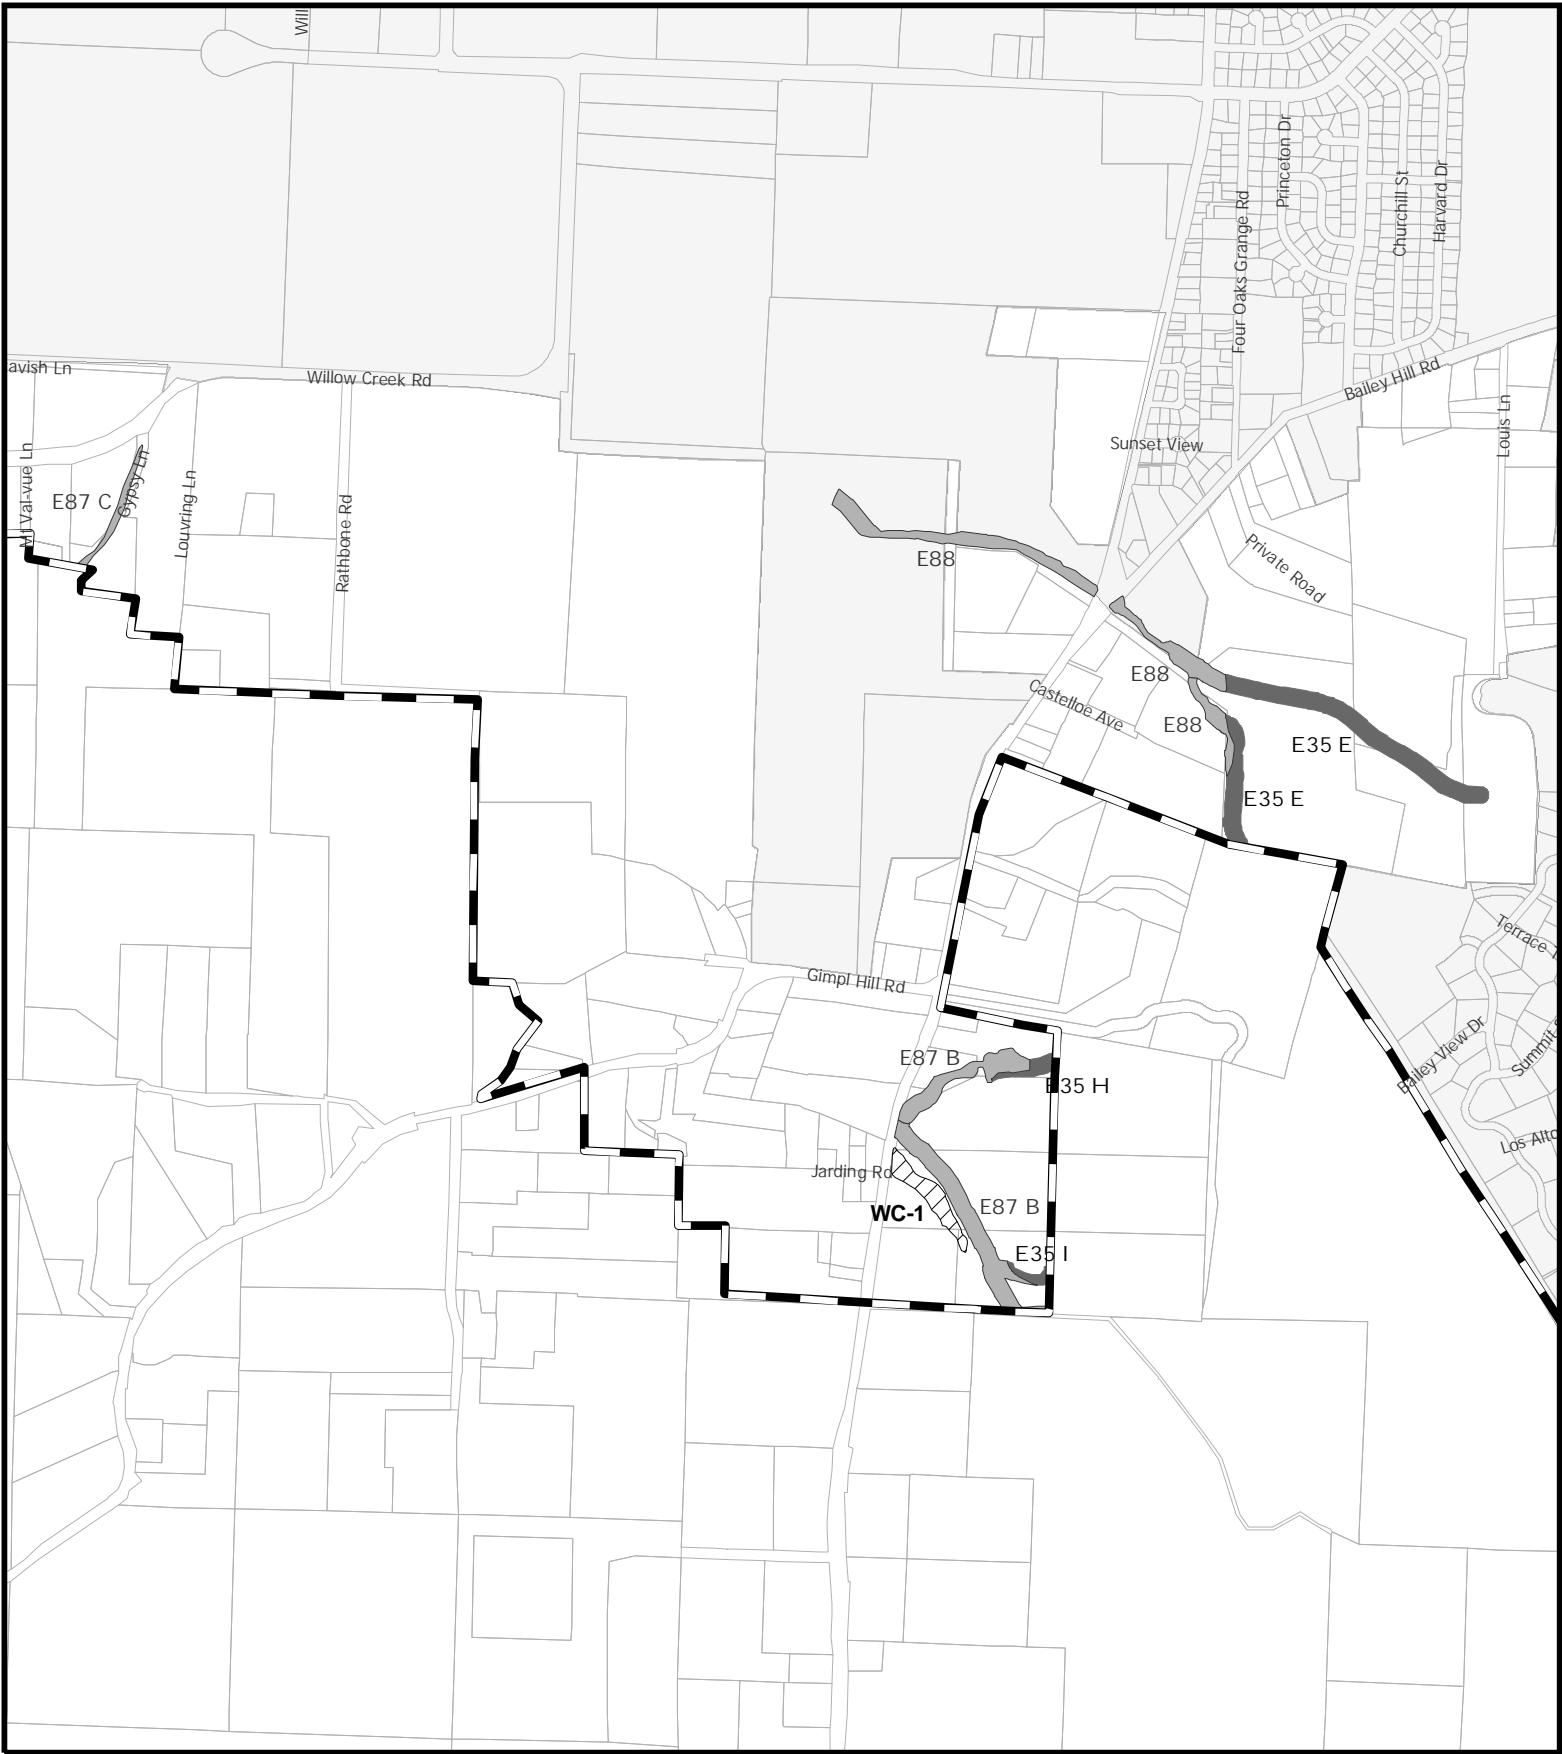 Will
Princeton Dr
Churchill St
Harvard Dr
Four Oaks Grange Rd
avish Ln
Willow Creek Rd
Bailey Hill Rd
Louis Ln
Sunset View
Mt Val-vue Ln
E87 C
Gypsy Ln
Louvring Ln
Rathbone Rd
E88
Private Road
E88
Castelloe Ave
E88
E35 E
E35 E
Terrace
Gimpl Hill Rd
Bailey View Dr
Summit
E87 B
E35 H
Los Alto
Jarding Rd
WC-1
E87 B
E35 I